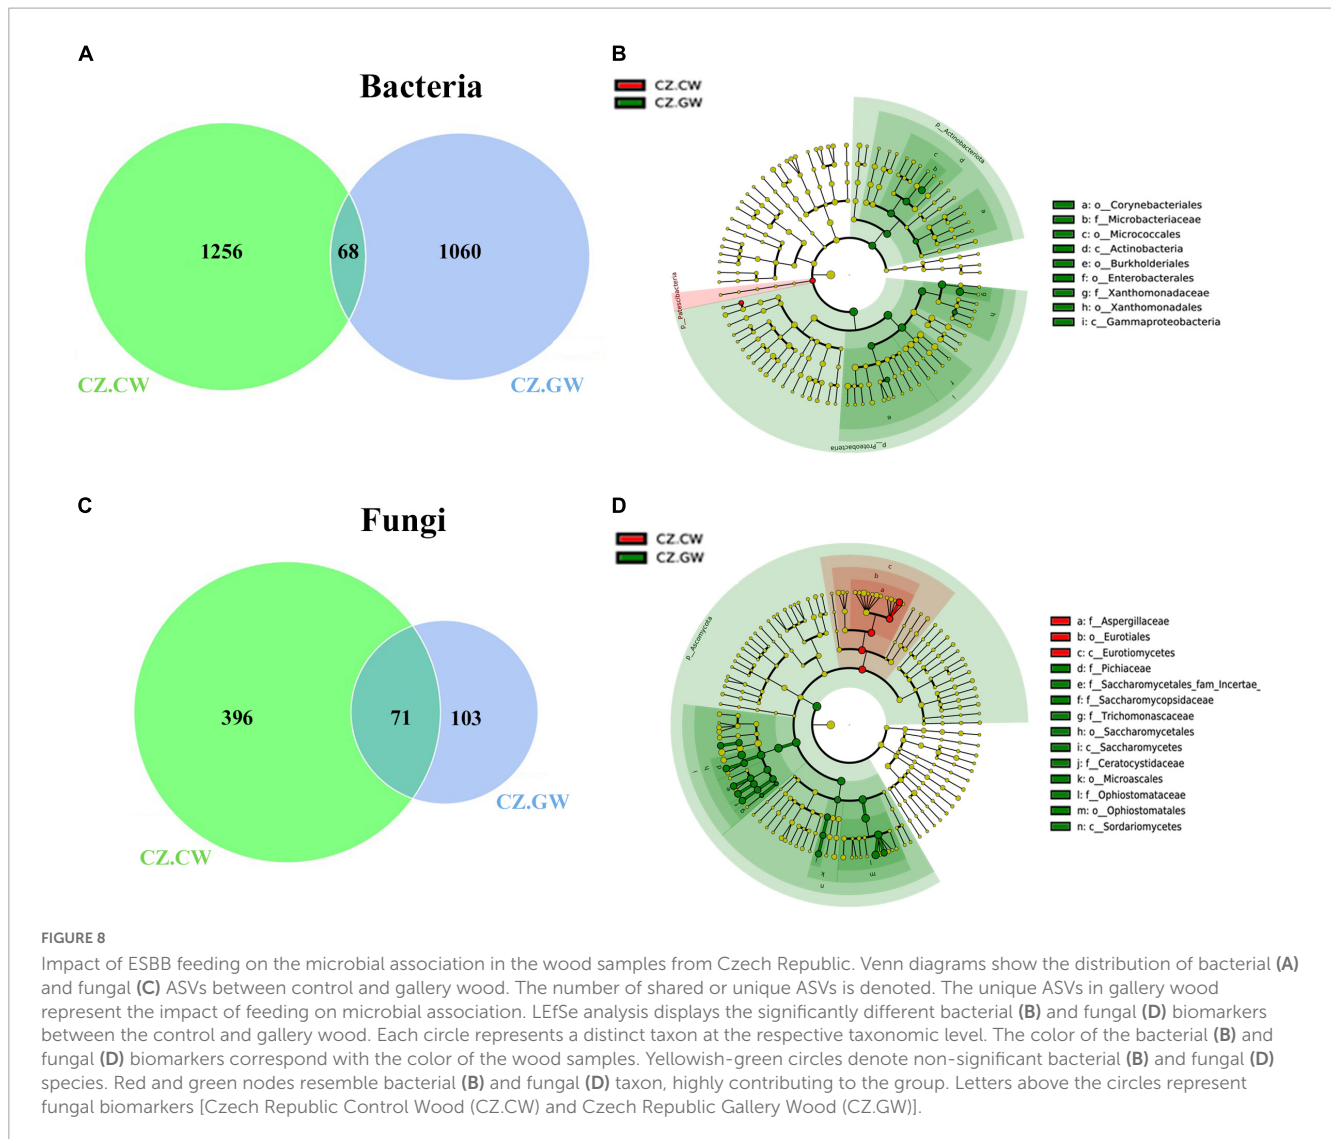 A
Bacteria
1256
68
1060
CZ.CW
CZ.GW
B
CZ.CW
CZ.GW
p__Actinobacteriota
c
d
b
a
p__Patescibacteria
g
h
f
i
e
p__Proteobacteria
a: o__Corynebacteriales
b: f__Microbacteriaceae
c: o__Micrococcales
d: c__Actinobacteria
e: o__Burkholderiales
f: o__Enterobacterales
g: f__Xanthomonadaceae
h: o__Xanthomonadales
i: c__Gammaproteobacteria
C
Fungi
396
71
103
CZ.GW
CZ.CW
D
CZ.CW
CZ.GW
c
b
a
p__Ascomycota
i
h
l
m
k
n
a: f__Aspergillaceae
b: o__Eurotiales
c: c__Eurotiomycetes
d: f__Pichiaceae
e: f__Saccharomycetales_fam_Incertae_
f: f__Saccharomycopsidaceae
g: f__Trichomonascaceae
h: o__Saccharomycetales
i: c__Saccharomycetes
j: f__Ceratocystidaceae
k: o__Microascales
l: f__Ophiostomataceae
m: o__Ophiostomatales
n: c__Sordariomycetes
FIGURE 8
Impact of ESBB feeding on the microbial association in the wood samples from Czech Republic. Venn diagrams show the distribution of bacterial (A)
and fungal (C) ASVs between control and gallery wood. The number of shared or unique ASVs is denoted. The unique ASVs in gallery wood
represent the impact of feeding on microbial association. LEfSe analysis displays the significantly different bacterial (B) and fungal (D) biomarkers
between the control and gallery wood. Each circle represents a distinct taxon at the respective taxonomic level. The color of the bacterial (B) and
fungal (D) biomarkers correspond with the color of the wood samples. Yellowish-green circles denote non-significant bacterial (B) and fungal (D)
species. Red and green nodes resemble bacterial (B) and fungal (D) taxon, highly contributing to the group. Letters above the circles represent
fungal biomarkers [Czech Republic Control Wood (CZ.CW) and Czech Republic Gallery Wood (CZ.GW)].